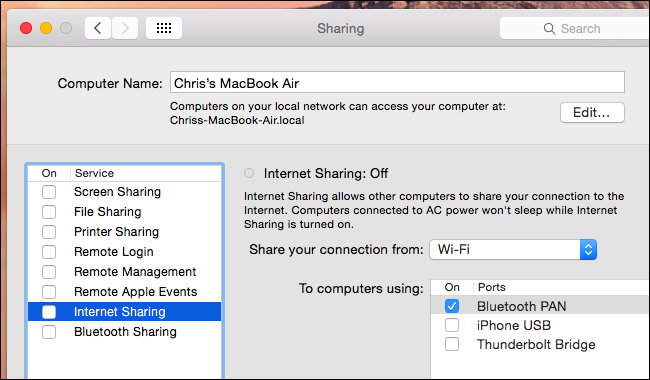 Sharing
Search
Computer Name:
Chris's MacBook Air
Computers on your local network can access your computer at:
Chriss-MacBook-Air.local
Edit...
On Service
Screen Sharing
File Sharing
Printer Sharing
Remote Login
Remote Management
Remote Apple Events
Internet Sharing
Bluetooth Sharing
Internet Sharing: Off
Internet Sharing allows other computers to share your connection to the
Internet. Computers connected to AC power won't sleep while Internet
Sharing is turned on.
Share your connection from: Wi-Fi
To computers using:
On Ports
Bluetooth PAN
iPhone USB
Thunderbolt Bridge